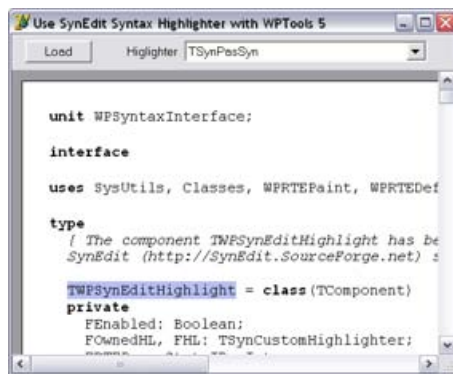 Use SynEdit Syntax Highlighter with WPTools 5
Load Higlighter TSynPasSyn
unit WPSyntaxInterface;
interface
uses SysUtils, Classes, WPRTEPaint, WPRTEDef
type
{ The component TWPSynEditHighlight has be
SynEdit (http://SynEdit.SourceForge.net) s
TWPSynEditHighlight = class(TComponent)
private
FEnabled: Boolean;
FOwnedHL, FHL: TSynCustomHighlighter;